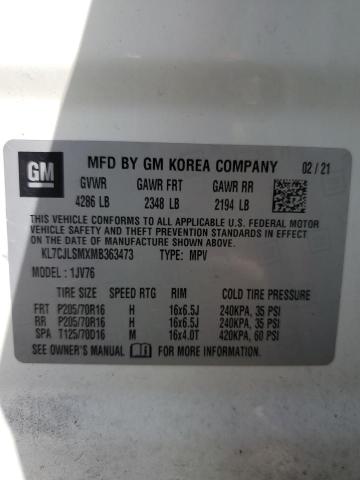 GM
MFD BY GM KOREA COMPANY 02/21
GVWR GAWR FRT GAWR RR
4286 LB 2348 LB 2194 LB
THIS VEHICLE CONFORMS TO ALL APPLICABLE U.S. FEDERAL MOTOR
VEHICLE SAFETY, BUMPER, AND THEFT PREVENTION STANDARDS
IN EFFECT ON THE DATE OF MANUFACTURE SHOWN ABOVE.
KL7CJLSMXMB363473 TYPE: MPV
MODEL: 1JV76
TIRE SIZE SPEED RTG RIM COLD TIRE PRESSURE
FRT P205/70R16 H 16x6.5J 240KPA, 35 PSI
RR P205/70R16 H 16x6.5J 240KPA, 35 PSI
SPA T125/70D16 M 16x4.0T 420KPA, 60 PSI
SEE OWNER'S MANUAL FOR MORE INFORMATION